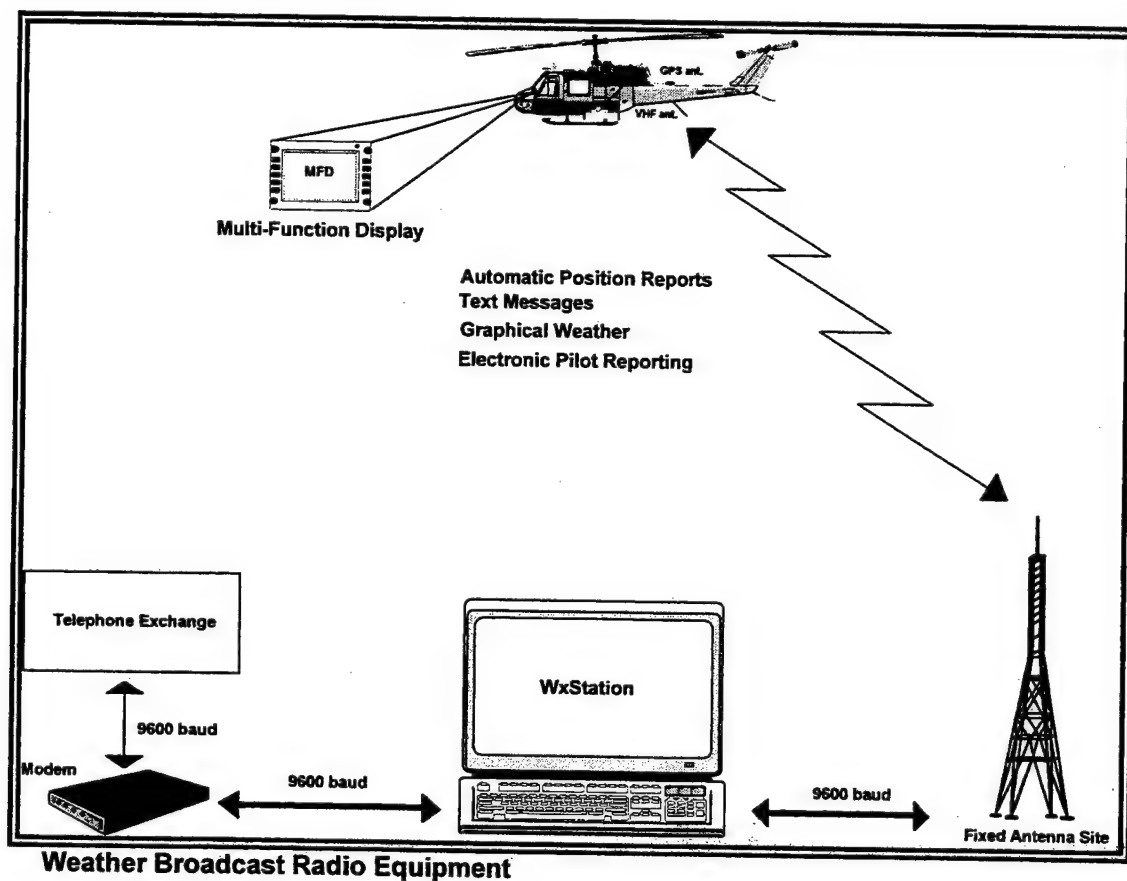 GPS ant.
VHF ant.
MFD
Multi-Function Display
Automatic Position Reports
Text Messages
Graphical Weather
Electronic Pilot Reporting
Telephone Exchange
9600 baud
Modem
9600 baud
WxStation
9600 baud
Fixed Antenna Site
Weather Broadcast Radio Equipment